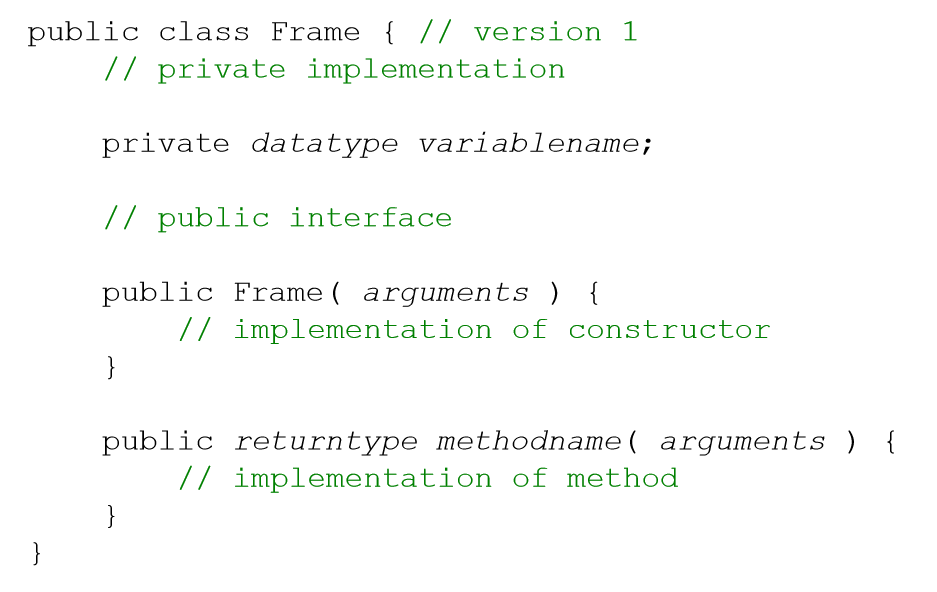 public class Frame { // version 1
// private implementation
private datatype variablename;
// public interface
public Frame( arguments ) {
// implementation of constructor
}
public returntype methodname( arguments ) {
// implementation of method
}
}